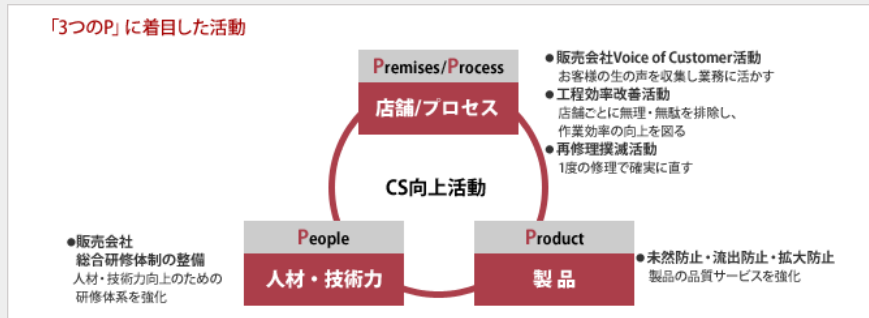 「3つのP」に着目した活動
Premises/Process
店舗/プロセス
●販売会社Voice of Customer活動
お客様の生の声を収集し業務に活かす
●工程効率改善活動
店舗ごとに無理・無駄を排除し、
作業効率の向上を図る
●再修理撲滅活動
1度の修理で確実に直す
CS向上活動
People
人材・技術力
●販売会社
総合研修体制の整備
人材・技術力向上のための
研修体系を強化
Product
製品
●未然防止・流出防止・拡大防止
製品の品質サービスを強化